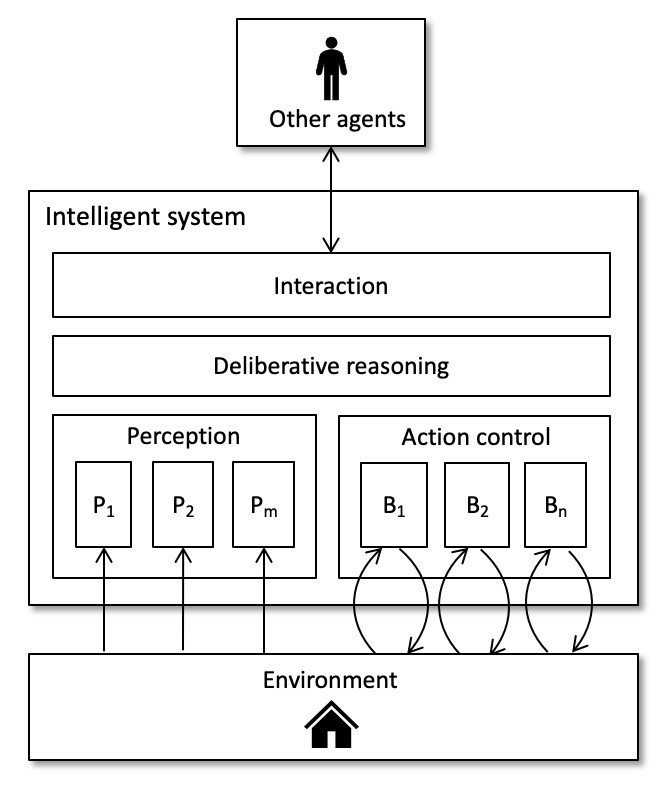 Other agents
Intelligent system
Interaction
Deliberative reasoning
Perception
Action control
P₁ P₂ Pₘ
B₁ B₂ Bₙ
Environment